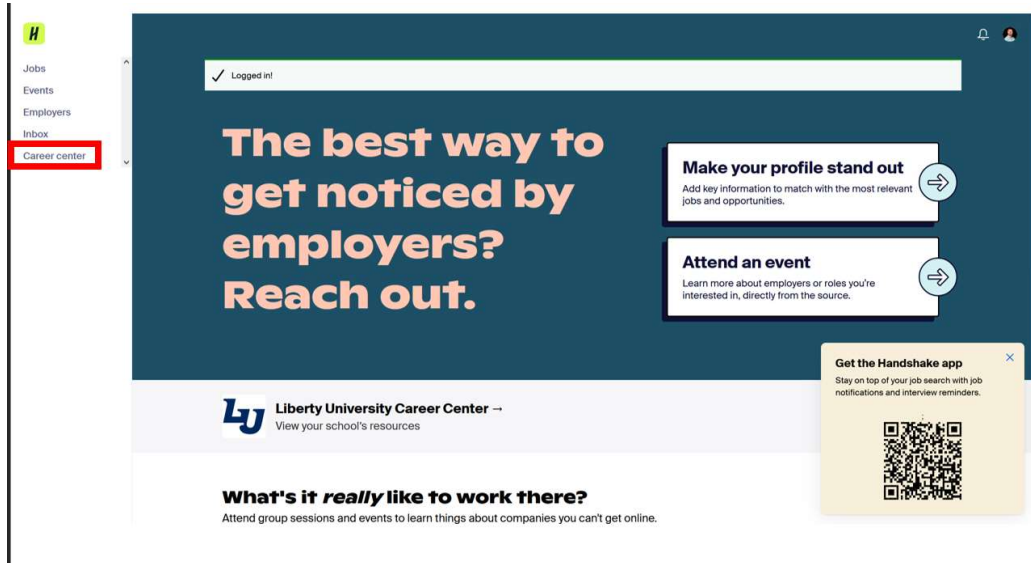 H
Jobs
Events
Employers
Inbox
Career center
Logged in!
The best way to
get noticed by
employers?
Reach out.
Make your profile stand out
Add key information to match with the most relevant
jobs and opportunities.
Attend an event
Learn more about employers or roles you're
interested in, directly from the source.
Get the Handshake app
Stay on top of your job search with job
notifications and interview reminders.
LU
Liberty University Career Center →
View your school's resources
What's it really like to work there?
Attend group sessions and events to learn things about companies you can't get online.